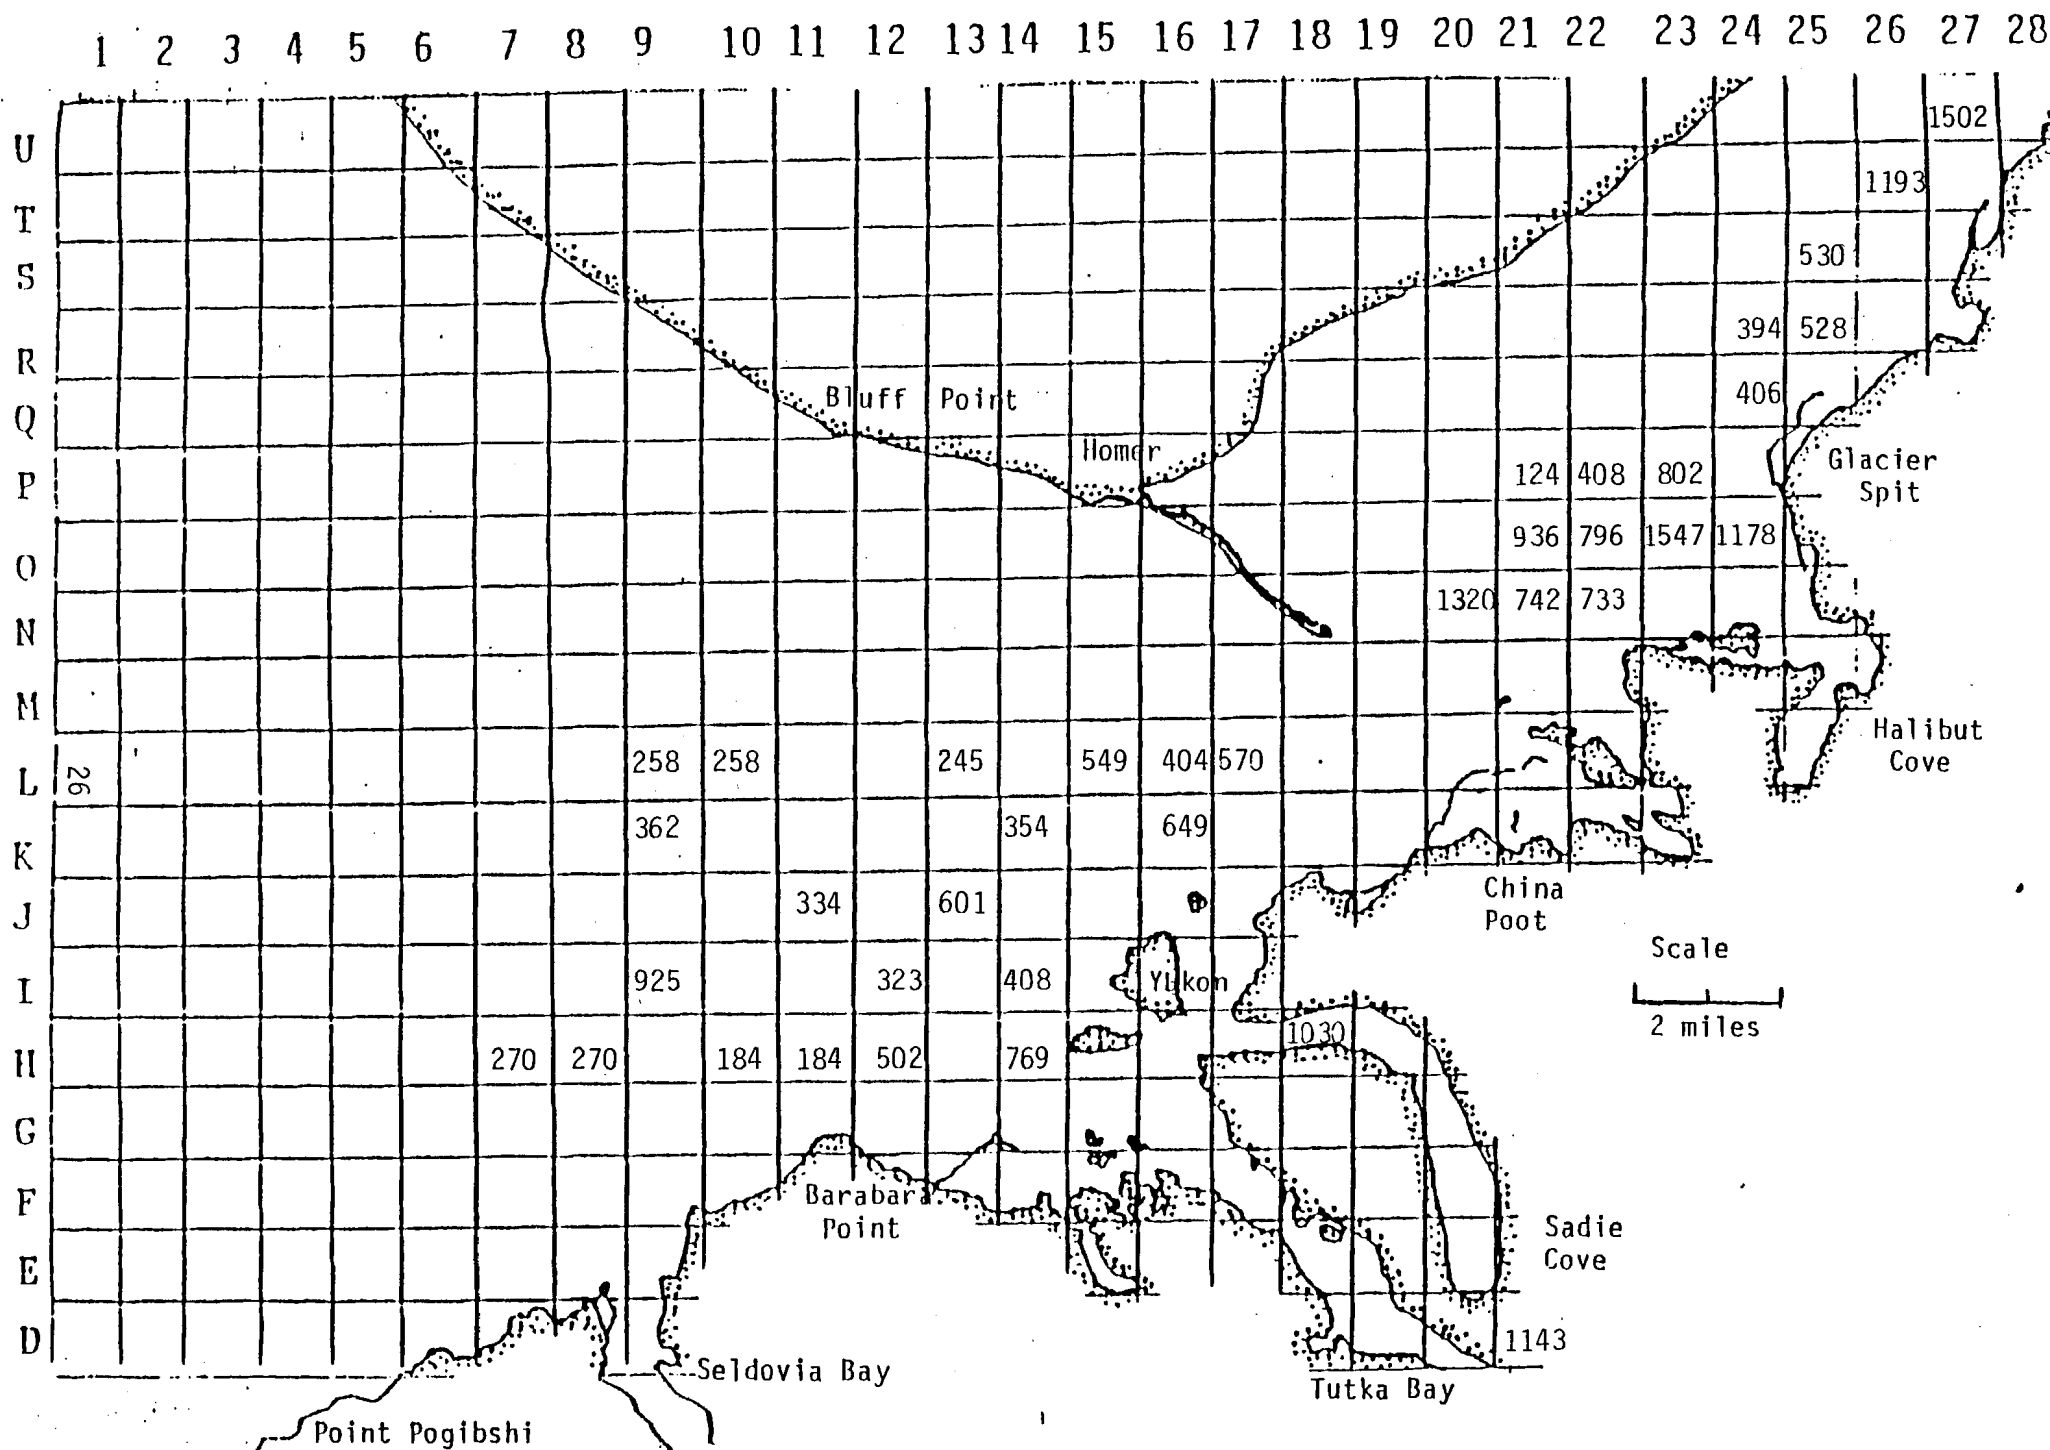 1 2 3 4 5 6 7 8 9 10 11 12 13 14 15 16 17 18 19 20 21 22 23 24 25 26 27 28
1502
U
1193
T
530
S
394 528
R
Bluff Point
406
Q
Homer
Glacier
Spit
124 408 802
P
936 796 1547 1178
O
1320 742 733
N
M
Halibut
Cove
258 258 245 549 404 570
L 26
362 354 649
K
China
Poot
334 601
J
Scale
925 323 408 Yukon
I
2 miles
1030
H 270 270 184 184 502 769
G
F
Barabara
Point
Sadie
Cove
E
D
1143
Seldovia Bay
Tutka Bay
Point Pogibshi